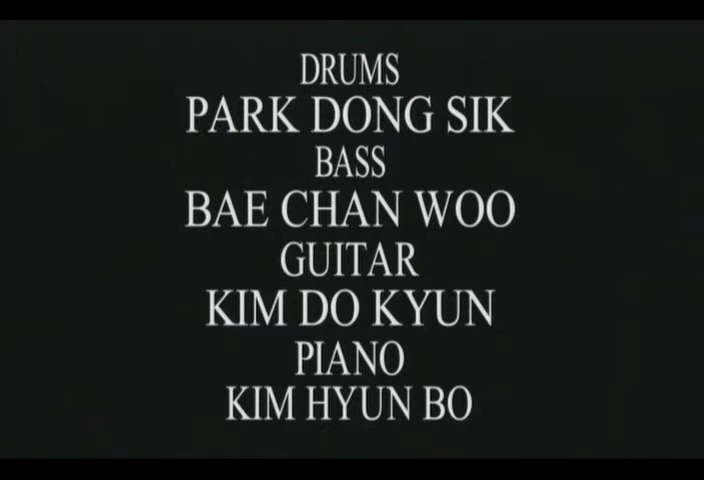 DRUMS
PARK DONG SIK
BASS
BAE CHAN WOO
GUITAR
KIM DO KYUN
PIANO
KIM HYUN BO